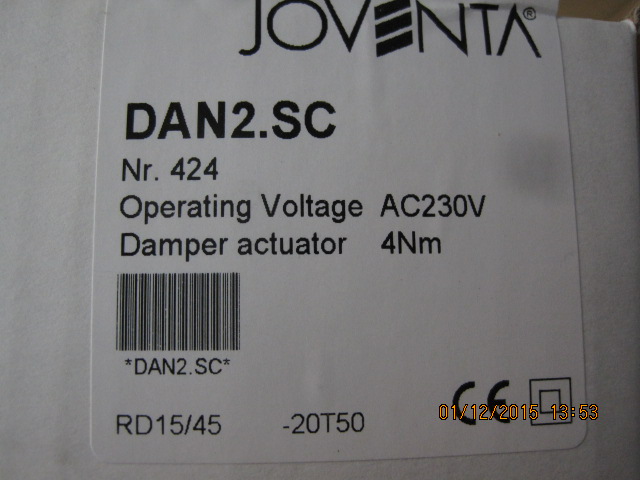 JOVENTA®
DAN2.SC
Nr. 424
Operating Voltage AC230V
Damper actuator 4Nm
*DAN2.SC*
RD15/45 -20T50
CE
01/12/2015 13:53